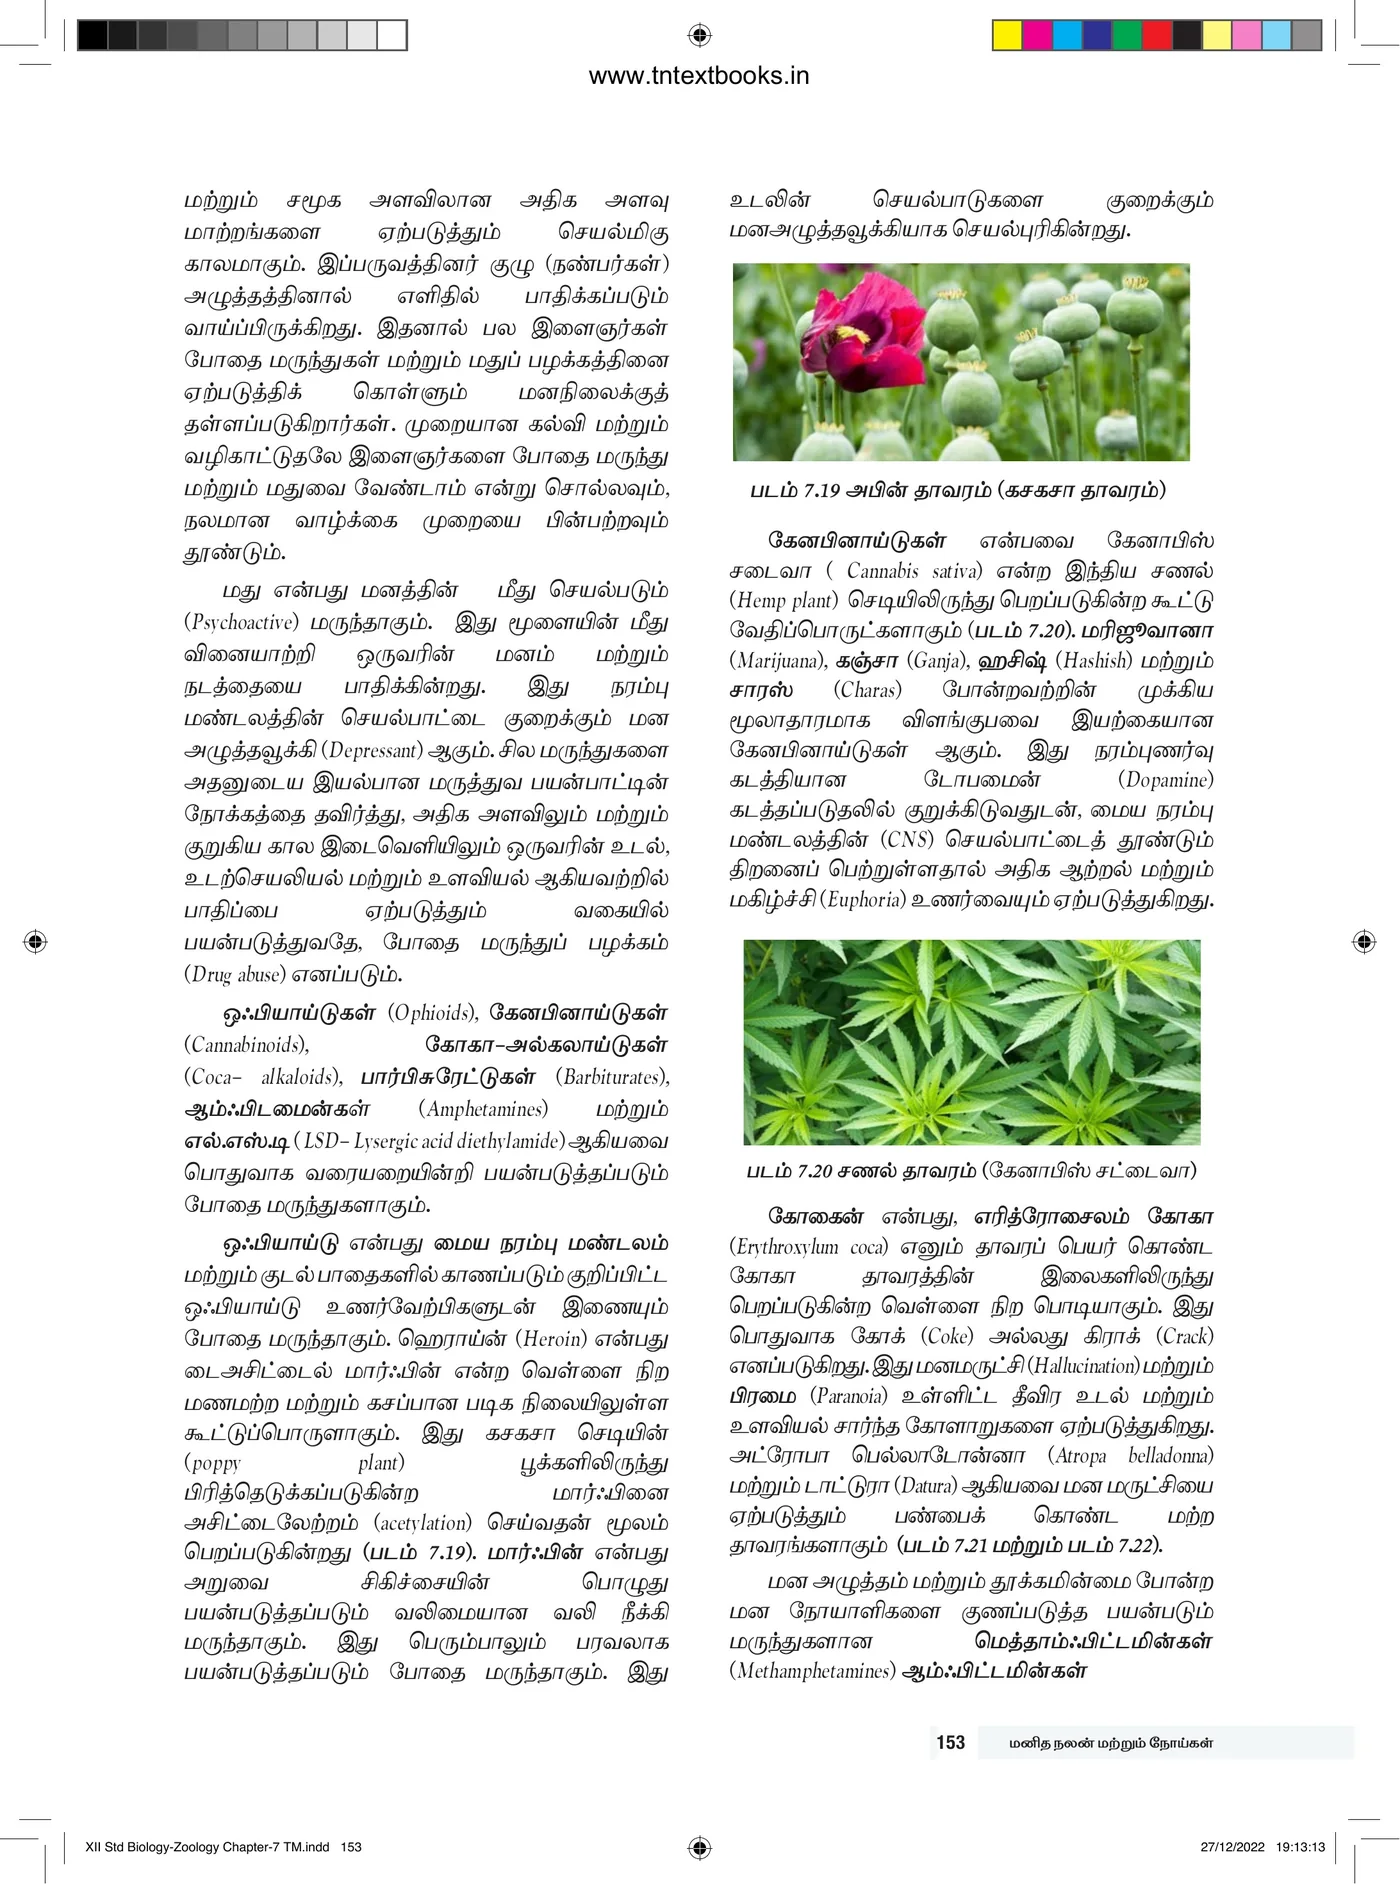 www.tntextbooks.in
மற்றும் சமூக அளவிலான அதிக அளவு
மாற்றங்களை ஏற்படுத்தும் செயல்மிகு
காலமாகும். இப்பருவத்தினர் குழு (நண்பர்கள்)
அழுத்தத்தினால் எளிதில் பாதிக்கப்படும்
வாய்ப்பிருக்கிறது. இதனால் பல இளைஞர்கள்
போதை மருந்துகள் மற்றும் மதுப் பழக்கத்தினை
ஏற்படுத்திக் கொள்ளும் மனநிலைக்குத்
தள்ளப்படுகிறார்கள். முறையான கல்வி மற்றும்
வழிகாட்டுதலே இளைஞர்களை போதை மருந்து
மற்றும் மதுவை வேண்டாம் என்று சொல்லவும்,
நலமான வாழ்க்கை முறையை பின்பற்றவும்
தூண்டும்.
மது என்பது மனத்தின் மீது செயல்படும்
(Psychoactive) மருந்தாகும். இது மூளையின் மீது
வினையாற்றி ஒருவரின் மனம் மற்றும்
நடத்தையை பாதிக்கின்றது. இது நரம்பு
மண்டலத்தின் செயல்பாட்டை குறைக்கும் மன
அழுத்தவூக்கி (Depressant) ஆகும். சில மருந்துகளை
அதனுடைய இயல்பான மருத்துவ பயன்பாட்டின்
நோக்கத்தை தவிர்த்து, அதிக அளவிலும் மற்றும்
குறுகிய கால இடைவெளியிலும் ஒருவரின் உடல்,
உடற்செயலியல் மற்றும் உளவியல் ஆகியவற்றில்
பாதிப்பை ஏற்படுத்தும் வகையில்
பயன்படுத்துவதே, போதை மருந்துப் பழக்கம்
(Drug abuse) எனப்படும்.
ஒஃபியாய்டுகள் (Ophioids), கேனபினாய்டுகள்
(Cannabinoids), கோகா–அல்கலாய்டுகள்
(Coca– alkaloids), பார்பிசுரேட்டுகள் (Barbiturates),
ஆம்ஃபிடமைன்கள் (Amphetamines) மற்றும்
எல்.எஸ்.டி ( LSD– Lysergic acid diethylamide) ஆகியவை
பொதுவாக வரையறையின்றி பயன்படுத்தப்படும்
போதை மருந்துகளாகும்.
ஒஃபியாய்டு என்பது மைய நரம்பு மண்டலம்
மற்றும் குடல் பாதைகளில் காணப்படும் குறிப்பிட்ட
ஒஃபியாய்டு உணர்வேற்பிகளுடன் இணையும்
போதை மருந்தாகும். ஹெராய்ன் (Heroin) என்பது
டைஅசிட்டைல் மார்ஃபின் என்ற வெள்ளை நிற
மணமற்ற மற்றும் கசப்பான படிக நிலையிலுள்ள
கூட்டுப்பொருளாகும். இது கசகசா செடியின்
(poppy plant) பூக்களிலிருந்து
பிரித்தெடுக்கப்படுகின்ற மார்ஃபினை
அசிட்டைலேற்றம் (acetylation) செய்வதன் மூலம்
பெறப்படுகின்றது (படம் 7.19). மார்ஃபின் என்பது
அறுவை சிகிச்சையின் பொழுது
பயன்படுத்தப்படும் வலிமையான வலி நீக்கி
மருந்தாகும். இது பெரும்பாலும் பரவலாக
பயன்படுத்தப்படும் போதை மருந்தாகும். இது
உடலின் செயல்பாடுகளை குறைக்கும்
மனஅழுத்தவூக்கியாக செயல்புரிகின்றது.
படம் 7.19 அபின் தாவரம் (கசகசா தாவரம்)
கேனபினாய்டுகள் என்பவை கேனாபிஸ்
சடைவா ( Cannabis sativa) என்ற இந்திய சணல்
(Hemp plant) செடியிலிருந்து பெறப்படுகின்ற கூட்டு
வேதிப்பொருட்களாகும் (படம் 7.20). மரிஜூவானா
(Marijuana), கஞ்சா (Ganja), ஹசிஷ் (Hashish) மற்றும்
சாரஸ் (Charas) போன்றவற்றின் முக்கிய
மூலாதாரமாக விளங்குபவை இயற்கையான
கேனபினாய்டுகள் ஆகும். இது நரம்புணர்வு
கடத்தியான டோபமைன் (Dopamine)
கடத்தப்படுதலில் குறுக்கிடுவதுடன், மைய நரம்பு
மண்டலத்தின் (CNS) செயல்பாட்டைத் தூண்டும்
திறனைப் பெற்றுள்ளதால் அதிக ஆற்றல் மற்றும்
மகிழ்ச்சி (Euphoria) உணர்வையும் ஏற்படுத்துகிறது.
படம் 7.20 சணல் தாவரம் (கேனாபிஸ் சட்டைவா)
கோகைன் என்பது, எரித்ரோசைலம் கோகா
(Erythroxylum coca) எனும் தாவரப் பெயர் கொண்ட
கோகா தாவரத்தின் இலைகளிலிருந்து
பெறப்படுகின்ற வெள்ளை நிற பொடியாகும். இது
பொதுவாக கோக் (Coke) அல்லது கிராக் (Crack)
எனப்படுகிறது. இது மனமருட்சி (Hallucination) மற்றும்
பிரமை (Paranoia) உள்ளிட்ட தீவிர உடல் மற்றும்
உளவியல் சார்ந்த கோளாறுகளை ஏற்படுத்துகிறது.
அட்ரோபா பெல்லாடோன்னா (Atropa belladonna)
மற்றும் டாட்டுரா (Datura) ஆகியவை மன மருட்சியை
ஏற்படுத்தும் பண்பைக் கொண்ட மற்ற
தாவரங்களாகும் (படம் 7.21 மற்றும் படம் 7.22).
மன அழுத்தம் மற்றும் தூக்கமின்மை போன்ற
மன நோயாளிகளை குணப்படுத்த பயன்படும்
மருந்துகளான மெத்தாம்ஃபிட்டமின்கள்
(Methamphetamines) ஆம்ஃபிட்டமின்கள்
153 மனித நலன் மற்றும் நோய்கள்
XII Std Biology-Zoology Chapter-7 TM.indd 153 27/12/2022 19:13:13